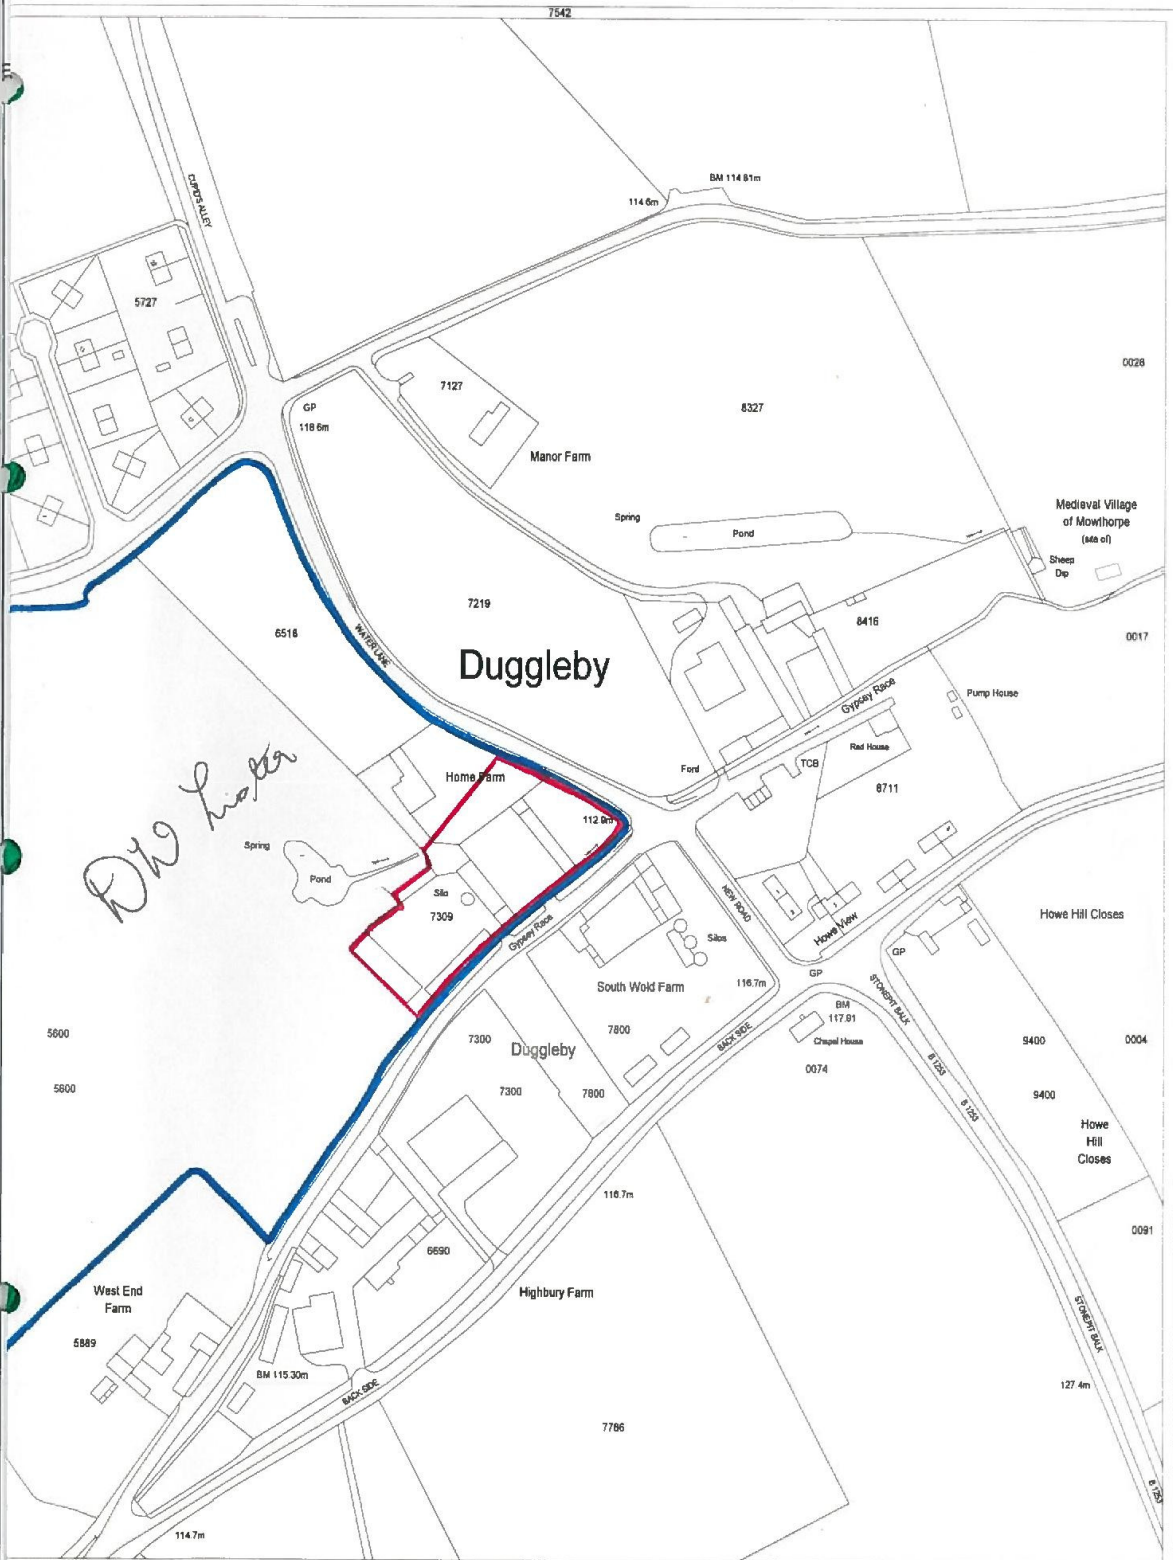 7542
BM 114.81m
114.6m
CUPID'S ALLEY
5727
0026
7127
GP
118.6m
8327
Manor Farm
Medieval Village
of Mowthorpe
(site of)
Spring
Pond
Sheep
Dip
7219
6516
8416
0017
WATER LANE
Duggleby
Gypsey Race
Pump House
Red House
Ford
TCB
Home Farm
8711
112.9m
DW Lister
Spring
Pond
Silo
7309
NEW ROAD
Gypsey Race
Howe View
Howe Hill Closes
Silos
GP
GP
South Wold Farm
116.7m
STONEPIT BALK
BM
117.91
5600
7300
7800
BACK SIDE
Chapel House
9400
0004
Duggleby
0074
B 1253
5600
7300
7800
9400
B 1253
Howe
Hill
Closes
116.7m
0091
6690
West End
Farm
Highbury Farm
5889
STONEPIT BALK
BM 115.30m
BACK SIDE
127.4m
7786
B 1253
114.7m